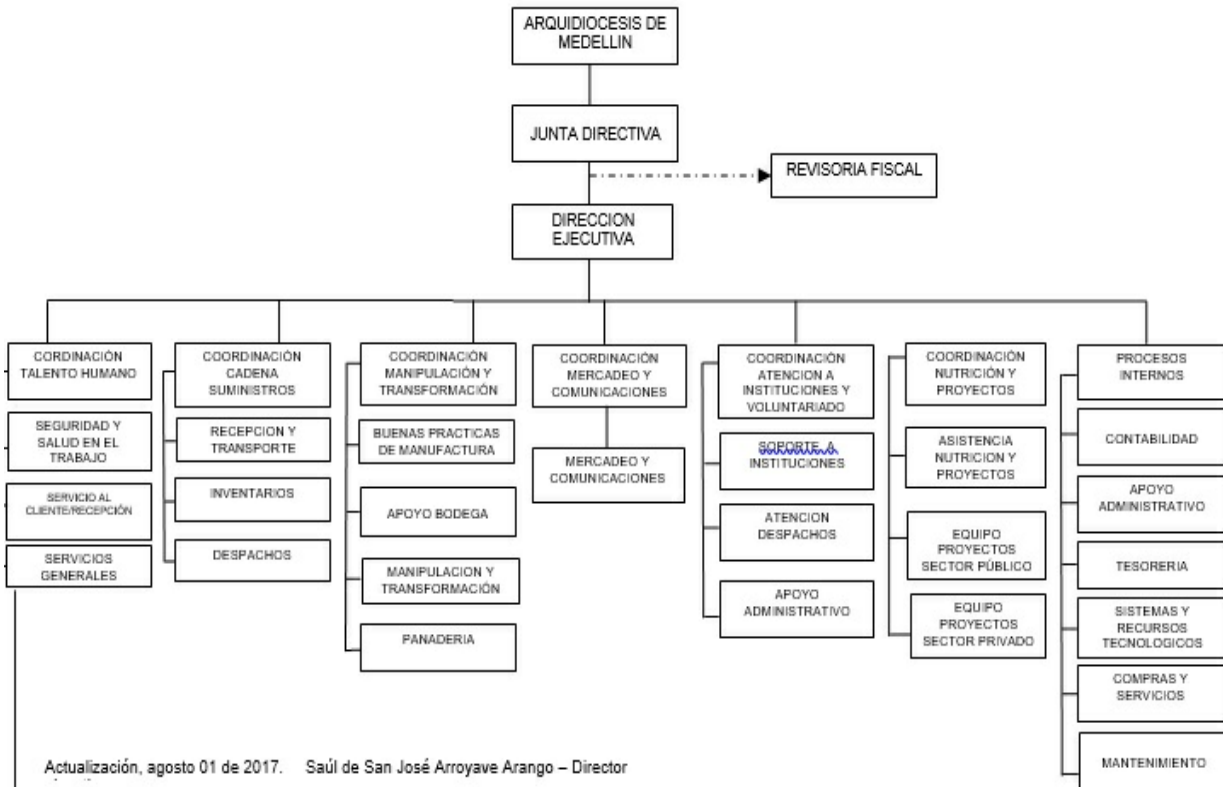 ARQUIDIOCESIS DE
MEDELLIN
JUNTA DIRECTIVA
REVISORIA FISCAL
DIRECCION
EJECUTIVA
CORDINACIÓN
TALENTO HUMANO
SEGURIDAD Y
SALUD EN EL
TRABAJO
SERVICIO AL
CLIENTE/RECEPCIÓN
SERVICIOS
GENERALES
COORDINACIÓN
CADENA
SUMINISTROS
RECEPCION Y
TRANSPORTE
INVENTARIOS
DESPACHOS
COORDINACIÓN
MANIPULACIÓN Y
TRANSFORMACIÓN
BUENAS PRACTICAS
DE MANUFACTURA
APOYO BODEGA
MANIPULACION Y
TRANSFORMACIÓN
PANADERIA
COORDINACIÓN
MERCADEO Y
COMUNICACIONES
MERCADEO Y
COMUNICACIONES
COORDINACIÓN
ATENCION A
INSTITUCIONES Y
VOLUNTARIADO
SOPORTE A
INSTITUCIONES
ATENCION
DESPACHOS
APOYO
ADMINISTRATIVO
COORDINACIÓN
NUTRICIÓN Y
PROYECTOS
ASISTENCIA
NUTRICION Y
PROYECTOS
EQUIPO
PROYECTOS
SECTOR PÚBLICO
EQUIPO
PROYECTOS
SECTOR PRIVADO
PROCESOS
INTERNOS
CONTABILIDAD
APOYO
ADMINISTRATIVO
TESORERIA
SISTEMAS Y
RECURSOS
TECNOLOGICOS
COMPRAS Y
SERVICIOS
MANTENIMIENTO
Actualización, agosto 01 de 2017. Saúl de San José Arroyave Arango – Director